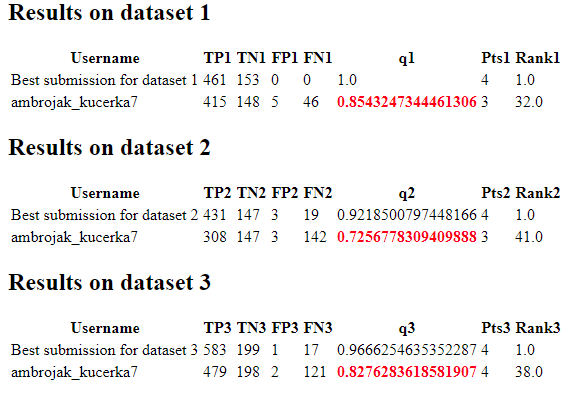 Results on dataset 1
Username TP1 TN1 FP1 FN1 q1 Pts1 Rank1
Best submission for dataset 1 461 153 0 0 1.0 4 1.0
ambrojak_kucerka7 415 148 5 46 0.8543247344461306 3 32.0
Results on dataset 2
Username TP2 TN2 FP2 FN2 q2 Pts2 Rank2
Best submission for dataset 2 431 147 3 19 0.9218500797448166 4 1.0
ambrojak_kucerka7 308 147 3 142 0.7256778309409888 3 41.0
Results on dataset 3
Username TP3 TN3 FP3 FN3 q3 Pts3 Rank3
Best submission for dataset 3 583 199 1 17 0.9666254635352287 4 1.0
ambrojak_kucerka7 479 198 2 121 0.8276283618581907 4 38.0